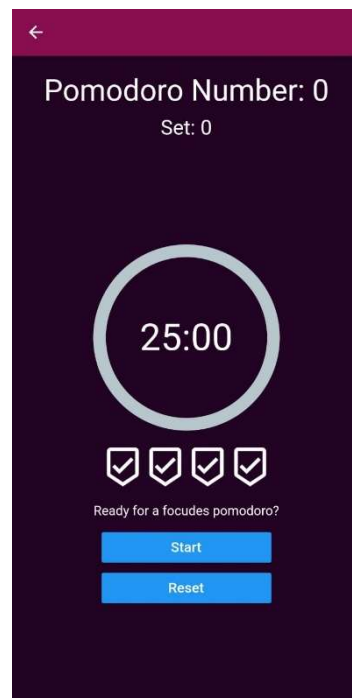 Pomodoro Number: 0
Set: 0
25:00
Ready for a focudes pomodoro?
Start
Reset